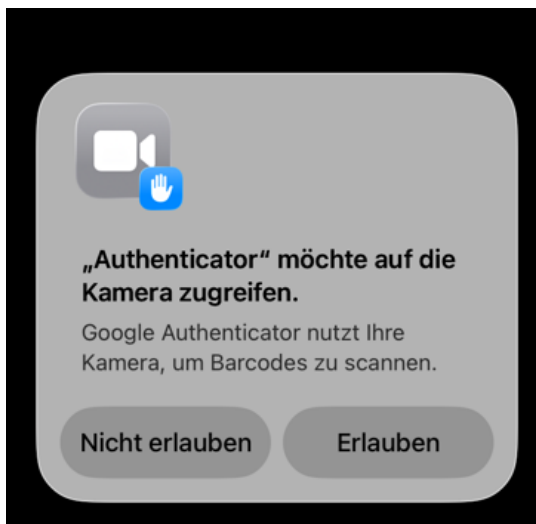 „Authenticator“ möchte auf die
Kamera zugreifen.
Google Authenticator nutzt Ihre
Kamera, um Barcodes zu scannen.
Nicht erlauben
Erlauben